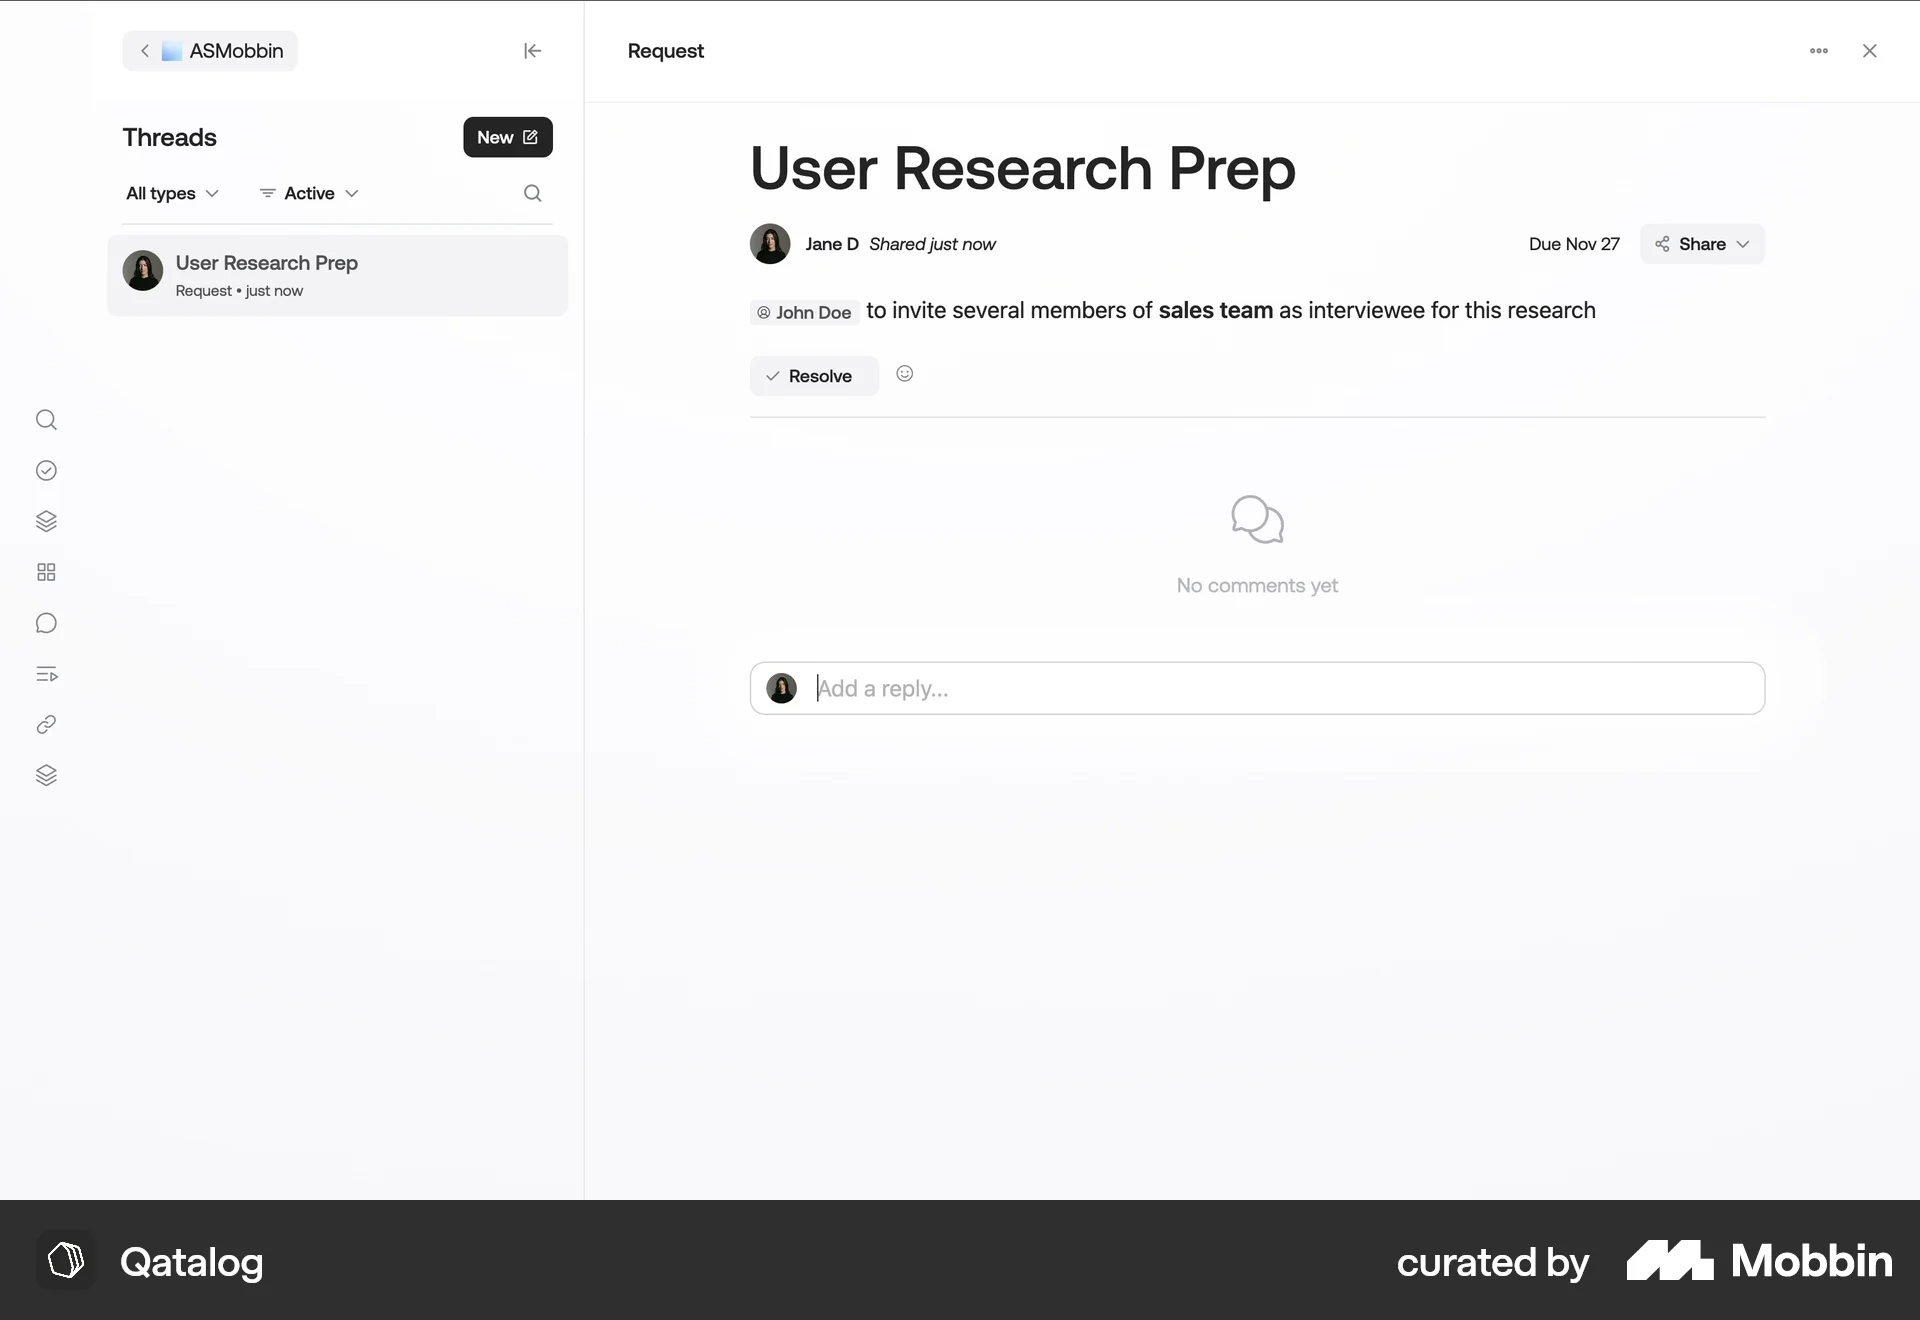 ASMobbin
Threads
New
All types
Active
User Research Prep
Request • just now
Request
User Research Prep
Jane D Shared just now
Due Nov 27
Share
John Doe to invite several members of sales team as interviewee for this research
Resolve
No comments yet
Add a reply...
Qatalog
curated by Mobbin